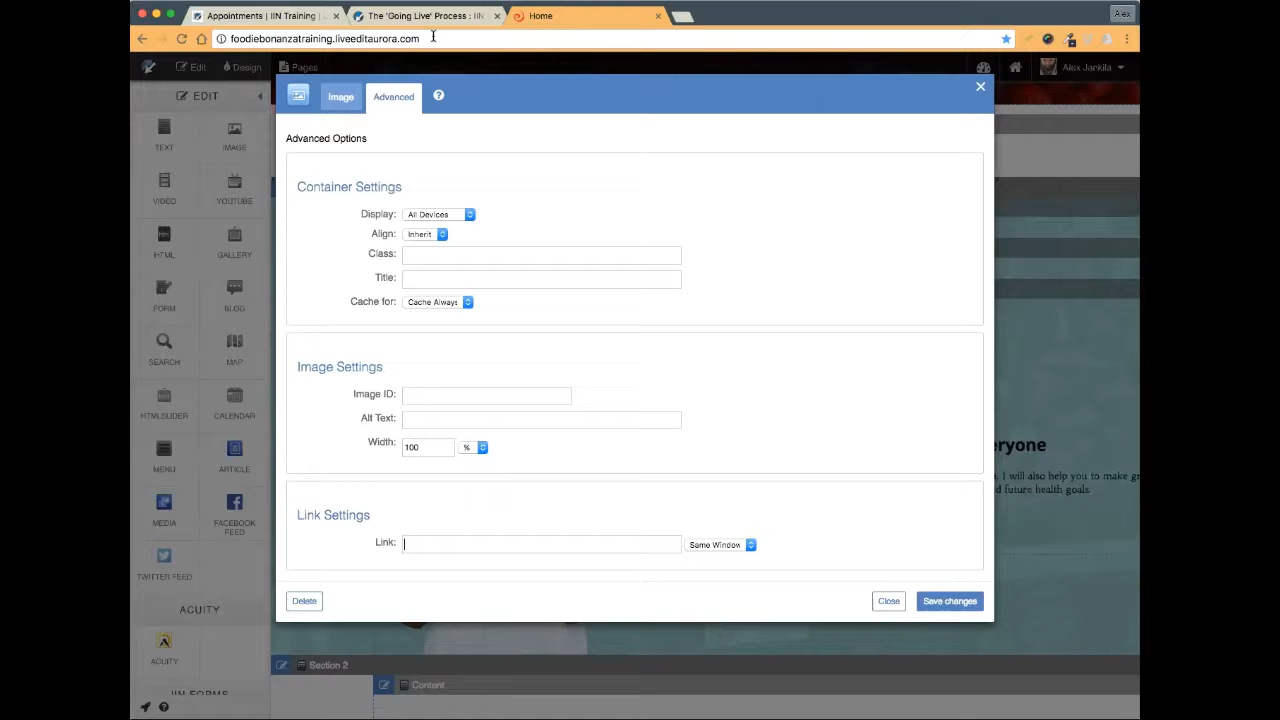 Appointments | IIN Training |
The 'Going Live' Process : IIN
Home
Alex
foodiebonanzatraining.liveeditaurora.com
Edit
Design
Pages
Alex Jankila
EDIT
TEXT
IMAGE
VIDEO
YOUTUBE
HTML
GALLERY
FORM
BLOG
SEARCH
MAP
HTMLSLIDER
CALENDAR
MENU
ARTICLE
MEDIA
FACEBOOK
FEED
TWITTER FEED
ACUITY
ACUITY
IIN FORMS
Image
Advanced
Advanced Options
Container Settings
Display: All Devices
Align: Inherit
Class:
Title:
Cache for: Cache Always
Image Settings
Image ID:
Alt Text:
Width: 100 %
Link Settings
Link: Same Window
Delete
Close
Save changes
eryone
. I will also help you to make gr
d future health goals.
Section 2
Content